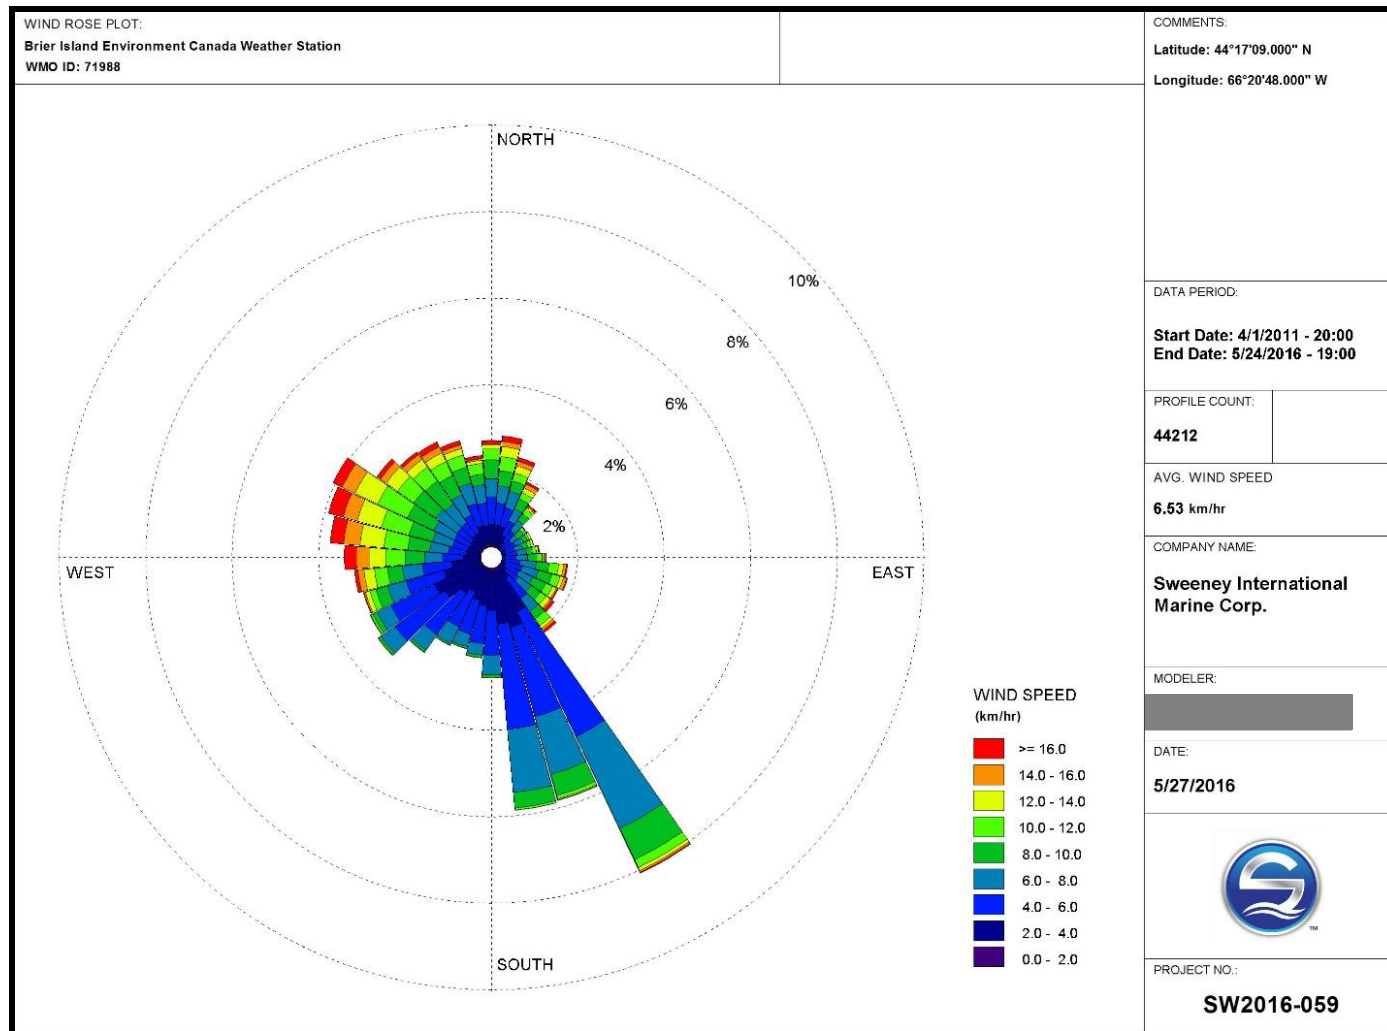 WIND ROSE PLOT:
Brier Island Environment Canada Weather Station
WMO ID: 71988
COMMENTS:
Latitude: 44°17'09.000" N
Longitude: 66°20'48.000" W
NORTH
10%
8%
6%
4%
2%
WEST
EAST
SOUTH
WIND SPEED
(km/hr)
>= 16.0
14.0 - 16.0
12.0 - 14.0
10.0 - 12.0
8.0 - 10.0
6.0 - 8.0
4.0 - 6.0
2.0 - 4.0
0.0 - 2.0
DATA PERIOD:
Start Date: 4/1/2011 - 20:00
End Date: 5/24/2016 - 19:00
PROFILE COUNT:
44212
AVG. WIND SPEED
6.53 km/hr
COMPANY NAME:
Sweeney International
Marine Corp.
MODELER:
DATE:
5/27/2016
TM
PROJECT NO.:
SW2016-059